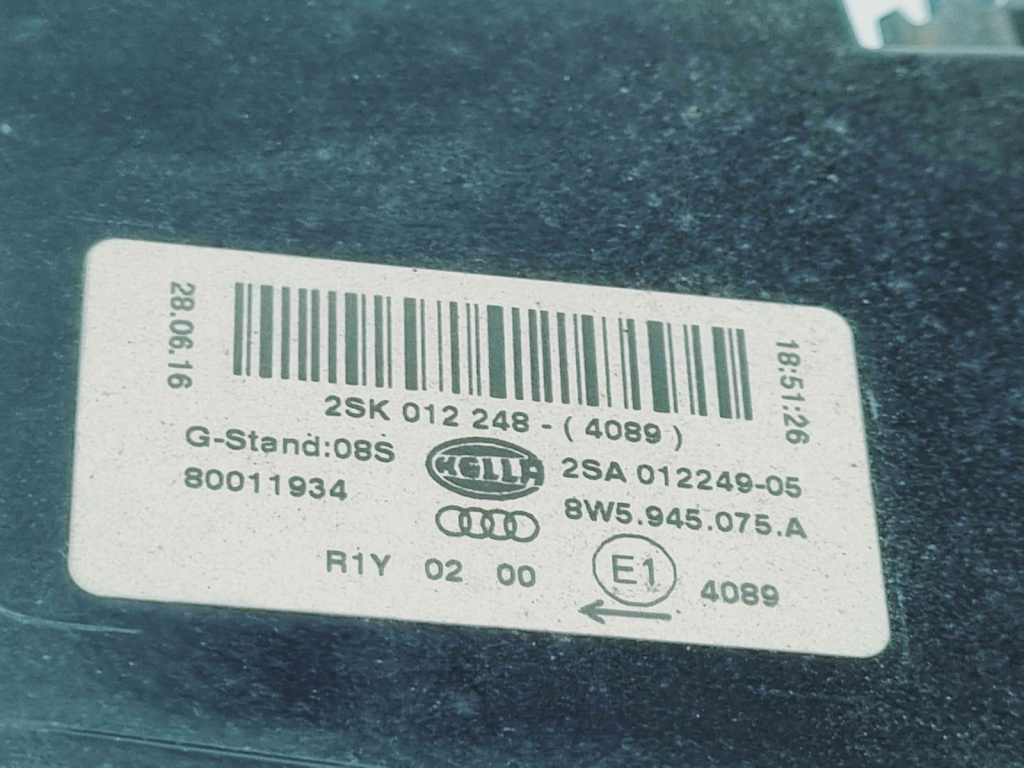 28.06.16
18:51:26
2SK 012 248 - ( 4089 )
G-Stand:08S
80011934
HELLA
2SA 012249-05
8W5.945.075.A
R1Y 02 00
E1
4089